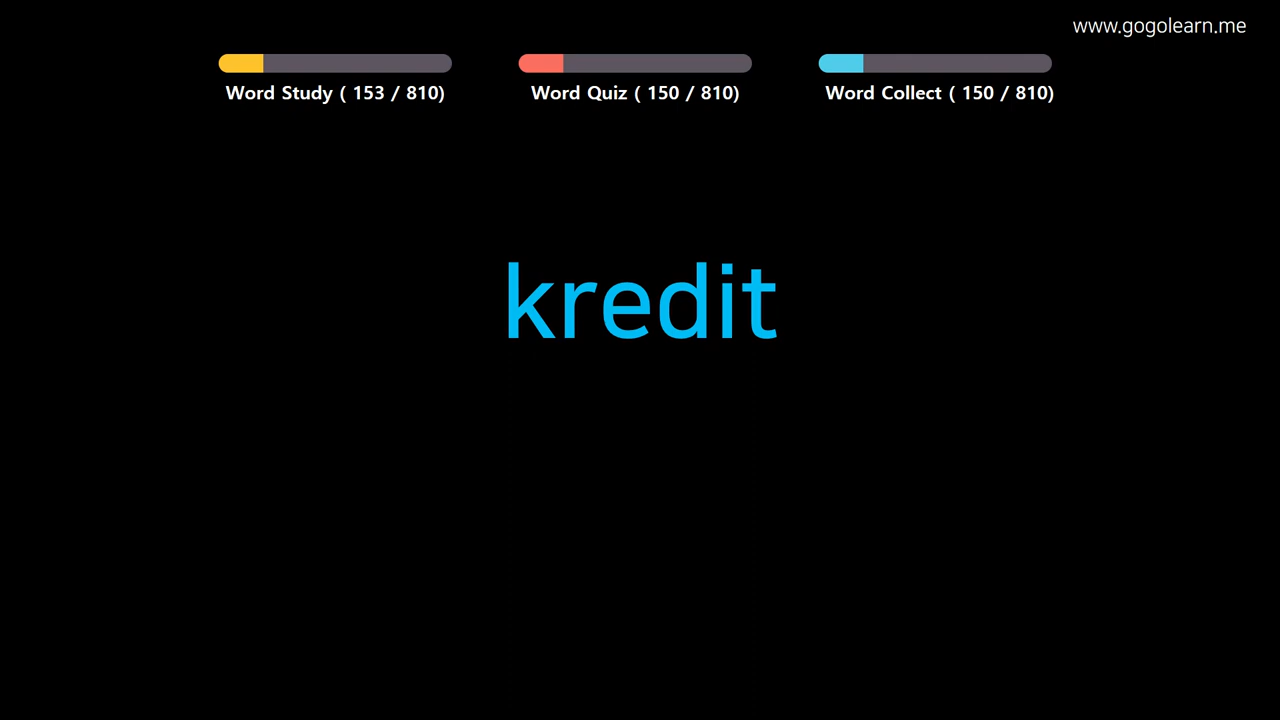 www.gogolearn.me
Word Study ( 153 / 810)
Word Quiz ( 150 / 810)
Word Collect ( 150 / 810)
kredit